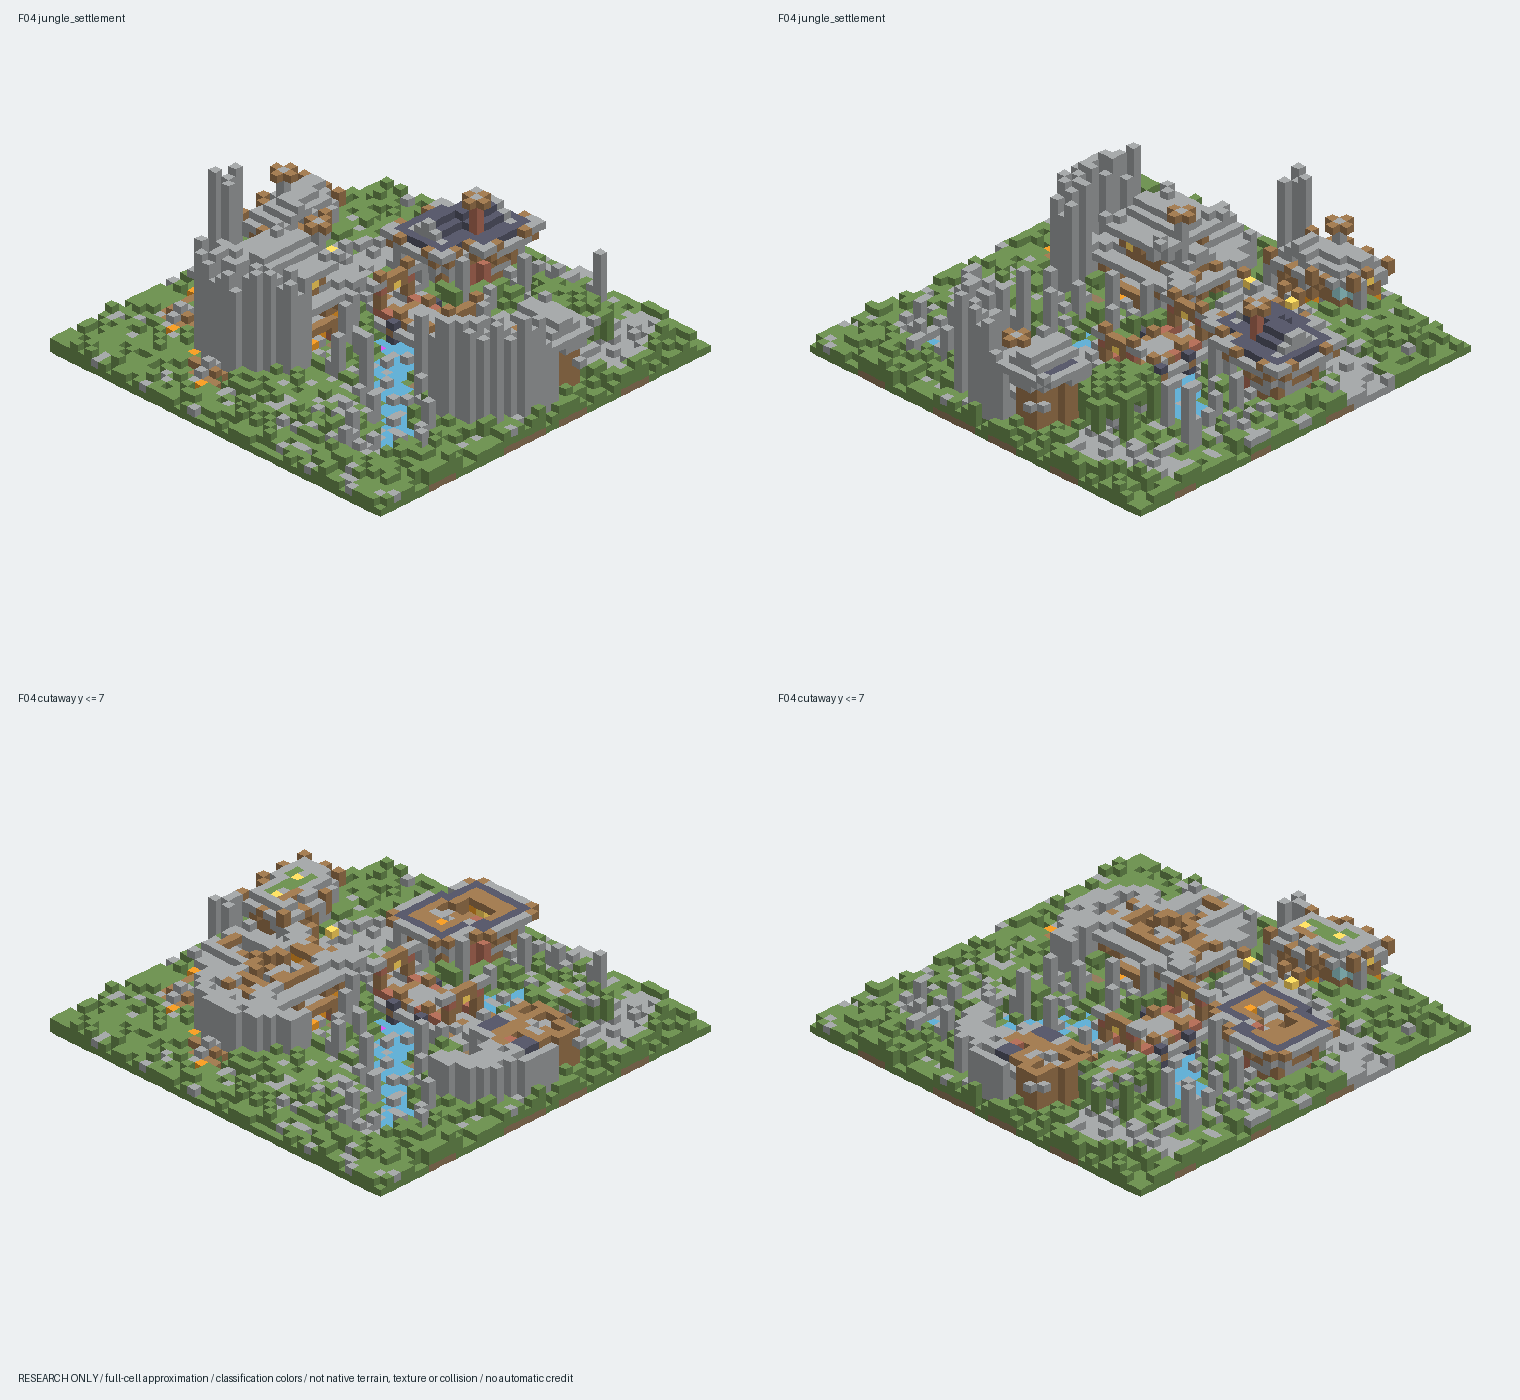 F04 jungle_settlement
F04 jungle_settlement
F04 cutaway y <= 7
F04 cutaway y <= 7
RESEARCH ONLY / full-cell approximation / classification colors / not native terrain, texture or collision / no automatic credit